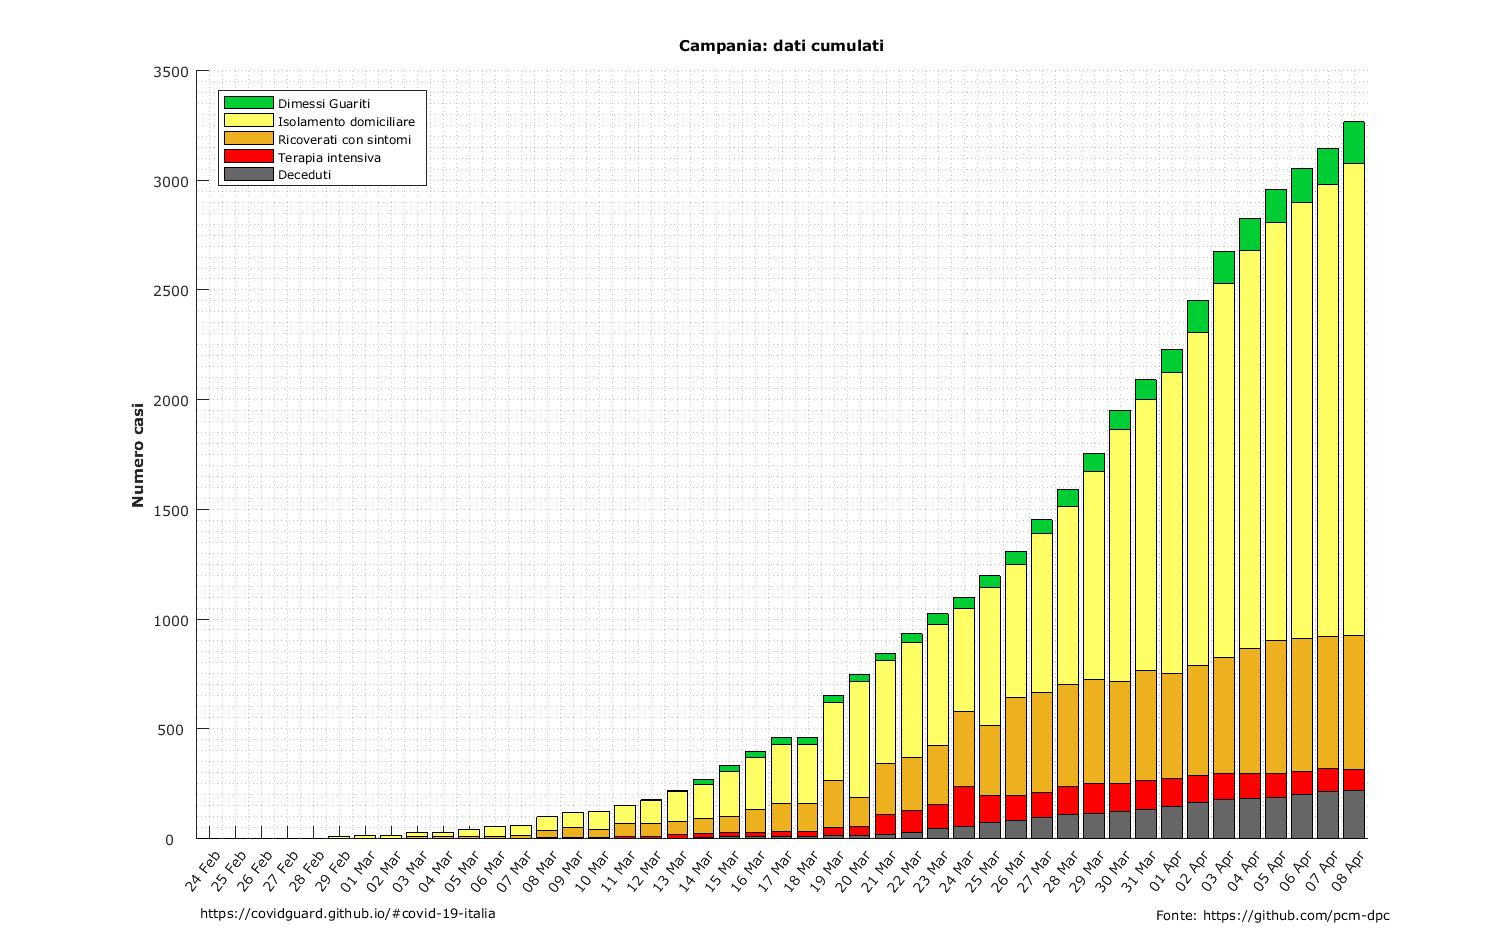 Campania: dati cumulati
3500
3000
2500
2000
1500
1000
500
0
Numero casi
Dimessi Guariti
Isolamento domiciliare
Ricoverati con sintomi
Terapia intensiva
Deceduti
24 Feb
25 Feb
26 Feb
27 Feb
28 Feb
29 Feb
01 Mar
02 Mar
03 Mar
04 Mar
05 Mar
06 Mar
07 Mar
08 Mar
09 Mar
10 Mar
11 Mar
12 Mar
13 Mar
14 Mar
15 Mar
16 Mar
17 Mar
18 Mar
19 Mar
20 Mar
21 Mar
22 Mar
23 Mar
24 Mar
25 Mar
26 Mar
27 Mar
28 Mar
29 Mar
30 Mar
31 Mar
01 Apr
02 Apr
03 Apr
04 Apr
05 Apr
06 Apr
07 Apr
08 Apr
https://covidguard.github.io/#covid-19-italia
Fonte: https://github.com/pcm-dpc